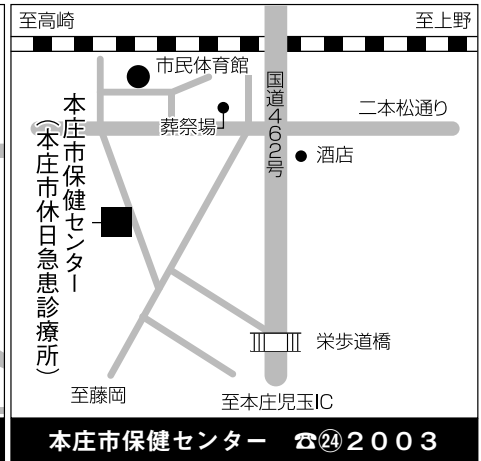 至高崎
至上野
市民体育館
国道462号
二本松通り
葬祭場
酒店
本庄市保健センター
(本庄市休日急患診療所)
栄歩道橋
至藤岡
至本庄児玉IC
本庄市保健センター ☎㉔2003